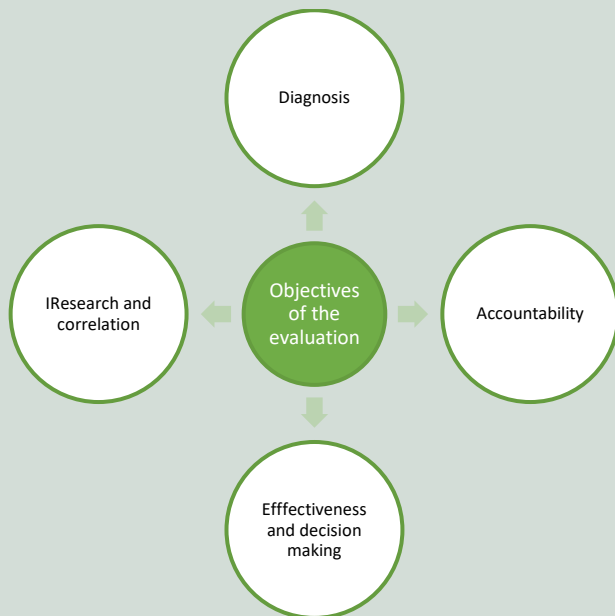 Diagnosis
IResearch and
correlation
Objectives
of the
evaluation
Accountability
Efffectiveness
and decision
making